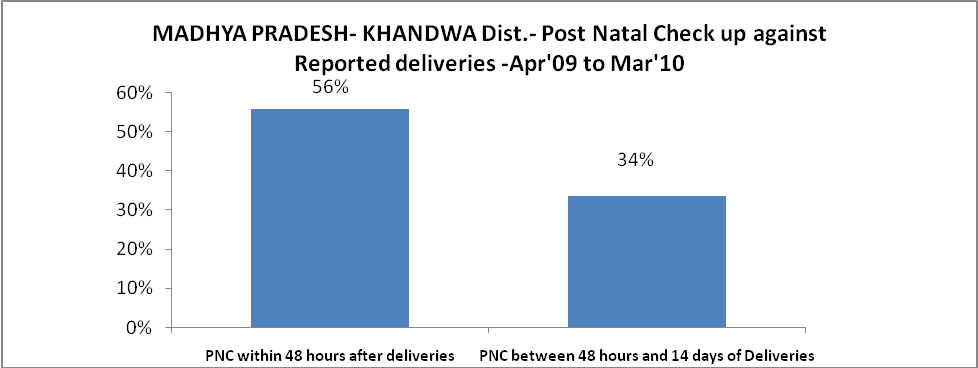 MADHYA PRADESH- KHANDWA Dist.- Post Natal Check up against
Reported deliveries -Apr'09 to Mar'10
60%
50%
40%
30%
20%
10%
0%
56%
34%
PNC within 48 hours after deliveries
PNC between 48 hours and 14 days of Deliveries